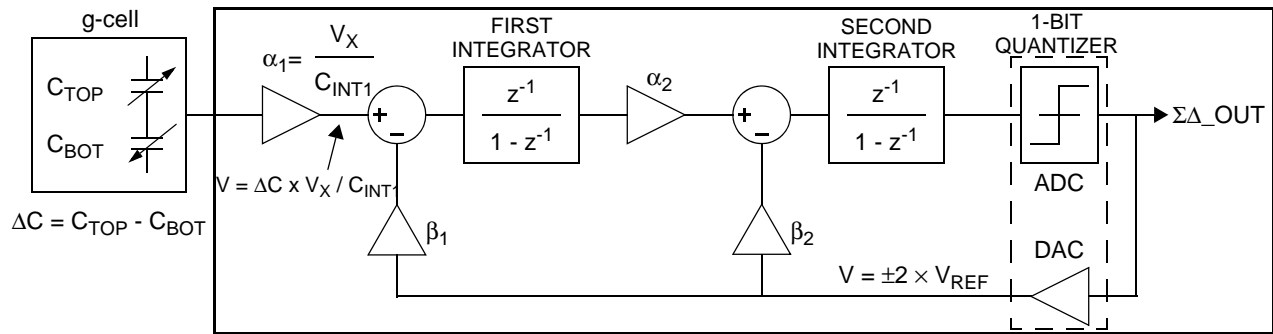 g-cell
C_TOP
C_BOT
ΔC = C_TOP - C_BOT
α₁= V_X / C_INT1
V = ΔC x V_X / C_INT1
+
-
FIRST
INTEGRATOR
z⁻¹
1 - z⁻¹
α₂
+
-
SECOND
INTEGRATOR
z⁻¹
1 - z⁻¹
1-BIT
QUANTIZER
ADC
ΣΔ_OUT
β₁
β₂
DAC
V = ±2 × V_REF